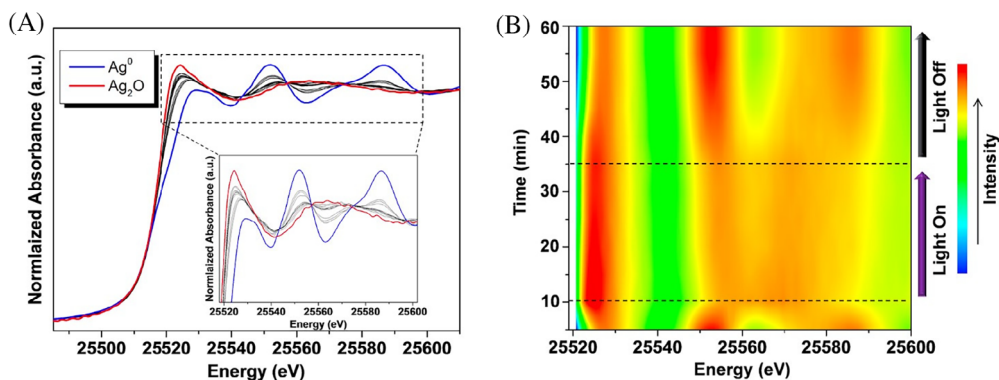 (A)
Ag⁰
Ag₂O
Normlaized Absorbance (a.u.)
25500 25520 25540 25560 25580 25600
Energy (eV)
Normlaized Absorbance (a.u.)
25520 25540 25560 25580 25600
Energy (eV)
(B)
60
50
40
30
20
10
Time (min)
25520 25540 25560 25580 25600
Energy (eV)
Light Off
Light On
Intensity